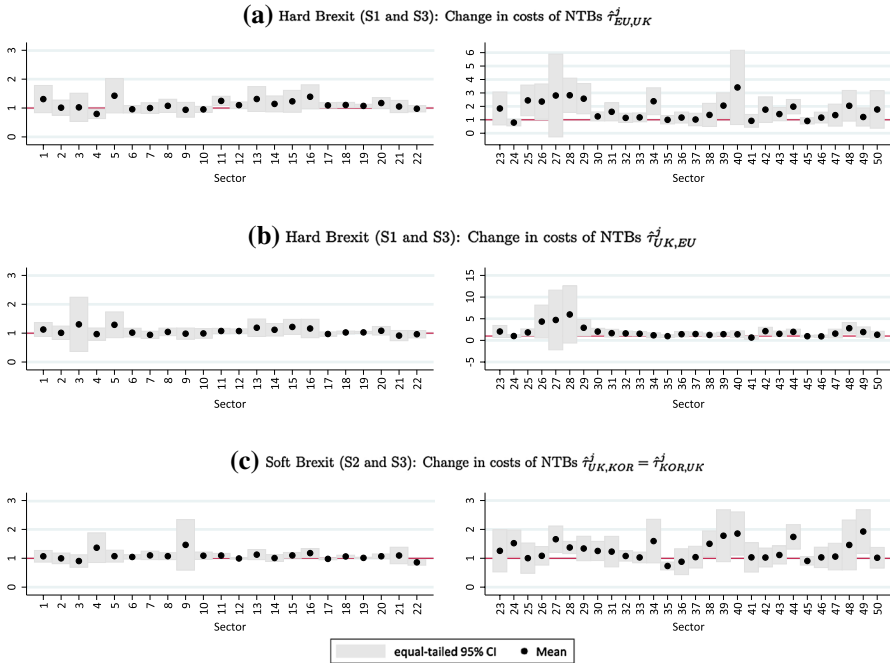 (a) Hard Brexit (S1 and S3): Change in costs of NTBs τ̂ʲ_EU,UK
3
2
1
0
1 2 3 4 5 6 7 8 9 10 11 12 13 14 15 16 17 18 19 20 21 22
Sector
6
5
4
3
2
1
0
23 24 25 26 27 28 29 30 31 32 33 34 35 36 37 38 39 40 41 42 43 44 45 46 47 48 49 50
Sector
(b) Hard Brexit (S1 and S3): Change in costs of NTBs τ̂ʲ_UK,EU
3
2
1
0
1 2 3 4 5 6 7 8 9 10 11 12 13 14 15 16 17 18 19 20 21 22
Sector
15
10
5
0
-5
23 24 25 26 27 28 29 30 31 32 33 34 35 36 37 38 39 40 41 42 43 44 45 46 47 48 49 50
Sector
(c) Soft Brexit (S2 and S3): Change in costs of NTBs τ̂ʲ_UK,KOR = τ̂ʲ_KOR,UK
3
2
1
0
1 2 3 4 5 6 7 8 9 10 11 12 13 14 15 16 17 18 19 20 21 22
Sector
3
2
1
0
23 24 25 26 27 28 29 30 31 32 33 34 35 36 37 38 39 40 41 42 43 44 45 46 47 48 49 50
Sector
equal-tailed 95% CI Mean